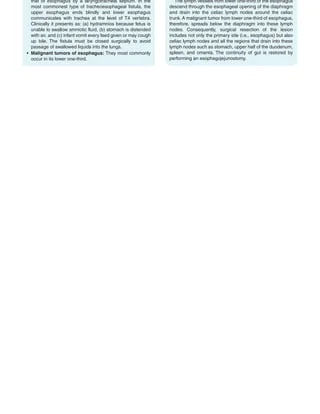 that of esophagus by a laryngotracheal septum. In the
most commonest type of tracheoesophageal fistula, the
upper esophagus ends blindly and lower esophagus
communicates with trachea at the level of T4 vertebra.
Clinically it presents as: (a) hydramnios because fetus is
unable to swallow amniotic fluid, (b) stomach is distended
with air, and (c) infant vomit every feed given or may cough
up bile. The fistula must be closed surgically to avoid
passage of swallowed liquids into the lungs.
• Malignant tumors of esophagus: They most commonly
occur in its lower one-third.
The lymph vessels from lower one-third of the esophagus
descend through the esophageal opening of the diaphragm
and drain into the celiac lymph nodes around the celiac
trunk. A malignant tumor from lower one-third of esophagus,
therefore, spreads below the diaphragm into these lymph
nodes. Consequently, surgical resection of the lesion
includes not only the primary site (i.e., esophagus) but also
celiac lymph nodes and all the regions that drain into these
lymph nodes such as stomach, upper half of the duodenum,
spleen, and omenta. The continuity of gut is restored by
performing an esophagojejunostomy.